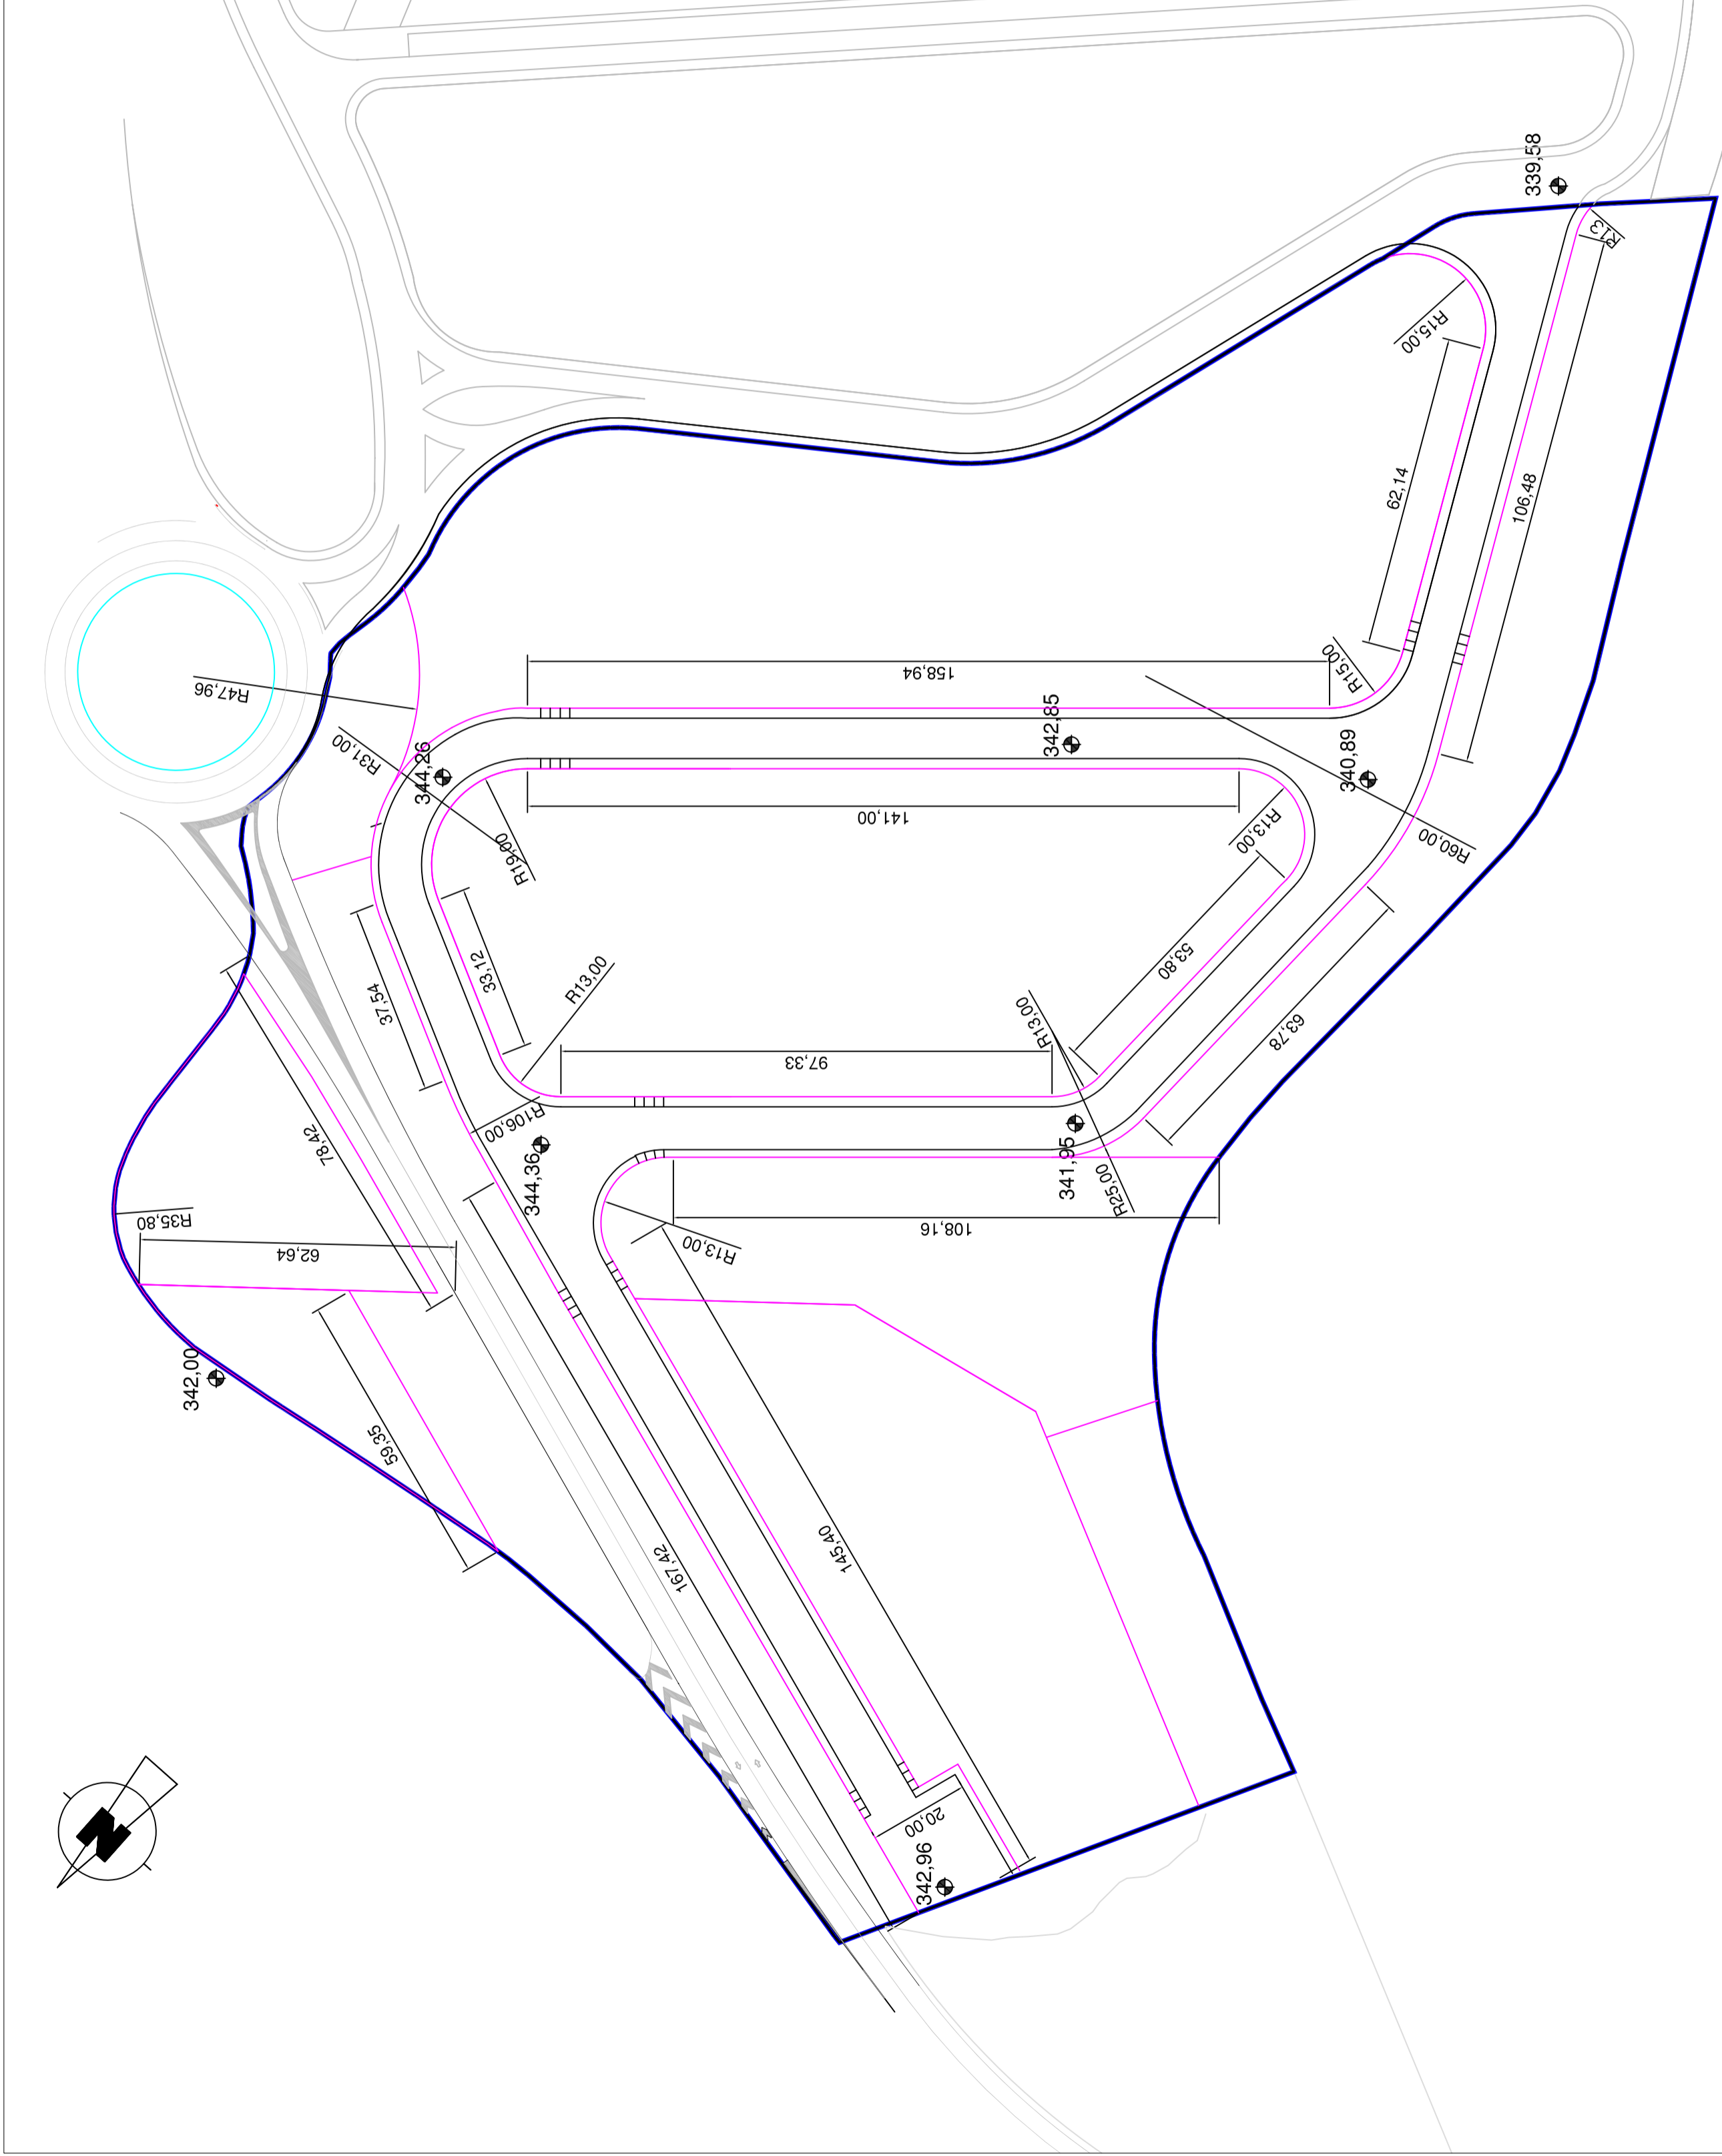 339,58
R13
R15,00
62,14
106,48
R15,00
158,94
R47,96
R31,00
344,26
342,85
340,89
141,00
R19,00
R13,00
R60,00
33,12
37,54
R13,00
53,80
63,78
R13,00
97,33
R106,00
344,36
341,95
R25,00
78,42
R35,80
62,64
R13,00
108,16
342,00
59,35
145,40
167,42
20,00
342,96
N